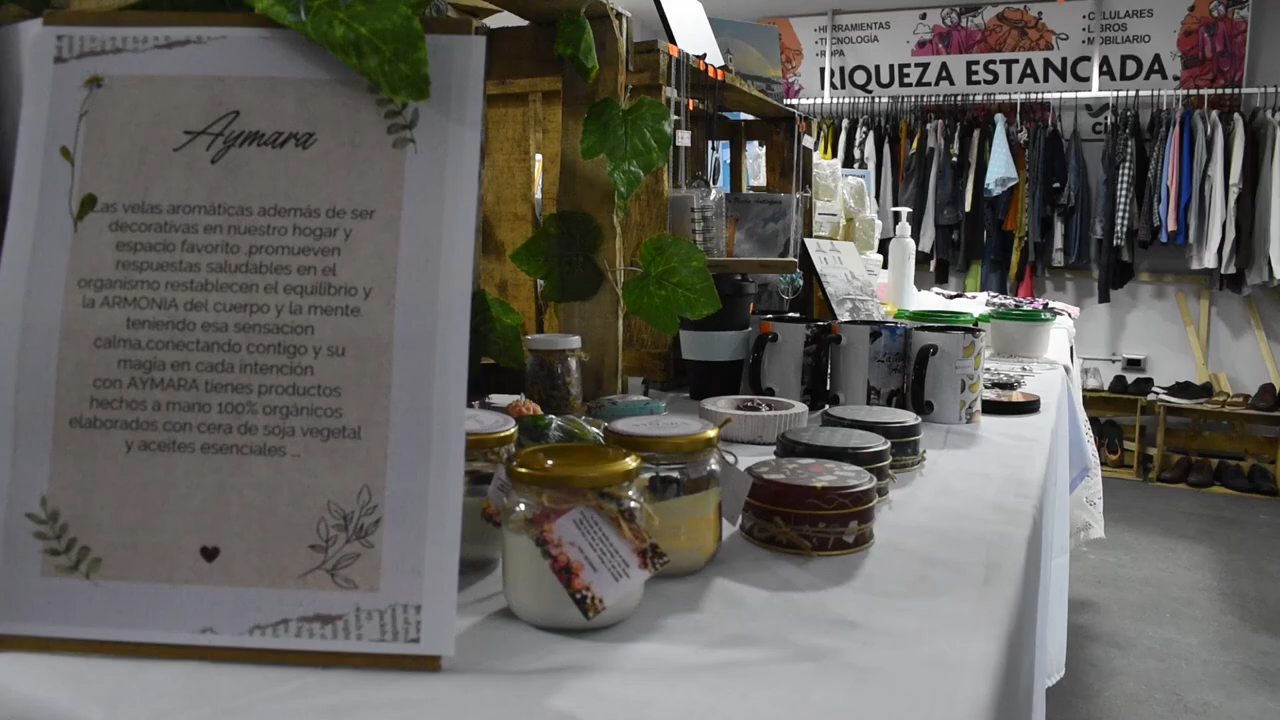 Aymara
Las velas aromáticas además de ser
decorativas en nuestro hogar y
espacio favorito .promueven
respuestas saludables en el
organismo restablecen el equilibrio y
la ARMONIA del cuerpo y la mente.
teniendo esa sensacion
calma,conectando contigo y su
magia en cada intención
con AYMARA tienes productos
hechos a mano 100% orgánicos
elaborados con cera de soja vegetal
y aceites esenciales ...
•HERRAMIENTAS
•TECNOLOGÍA
•ROPA
•CELULARES
•LIBROS
•MOBILIARIO
RIQUEZA ESTANCADA